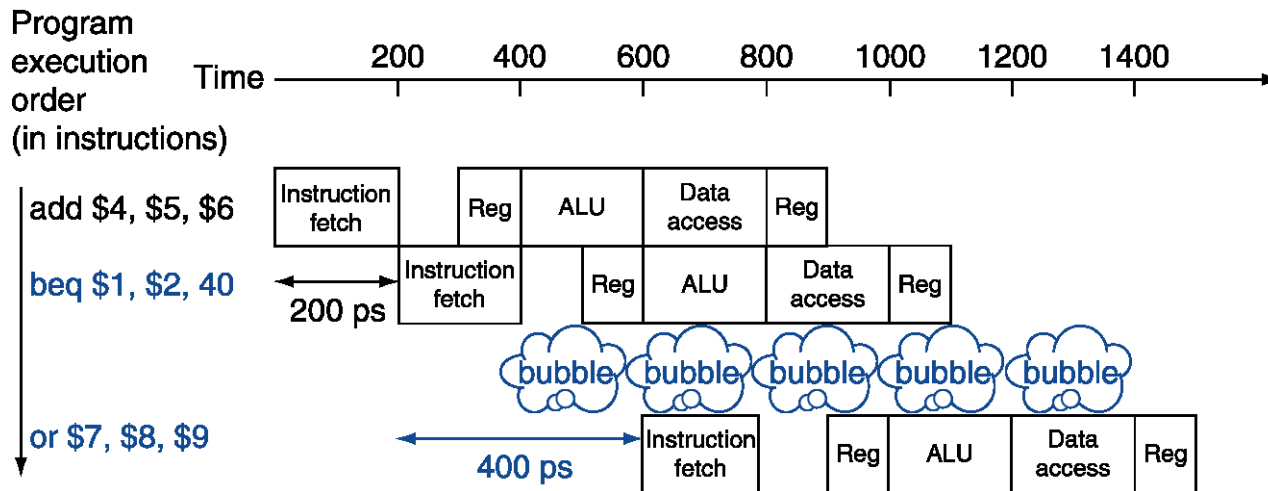 Program
execution
order
(in instructions)
Time
200 400 600 800 1000 1200 1400
add $4, $5, $6
Instruction
fetch
Reg
ALU
Data
access
Reg
beq $1, $2, 40
200 ps
Instruction
fetch
Reg
ALU
Data
access
Reg
bubble bubble bubble bubble bubble
or $7, $8, $9
400 ps
Instruction
fetch
Reg
ALU
Data
access
Reg